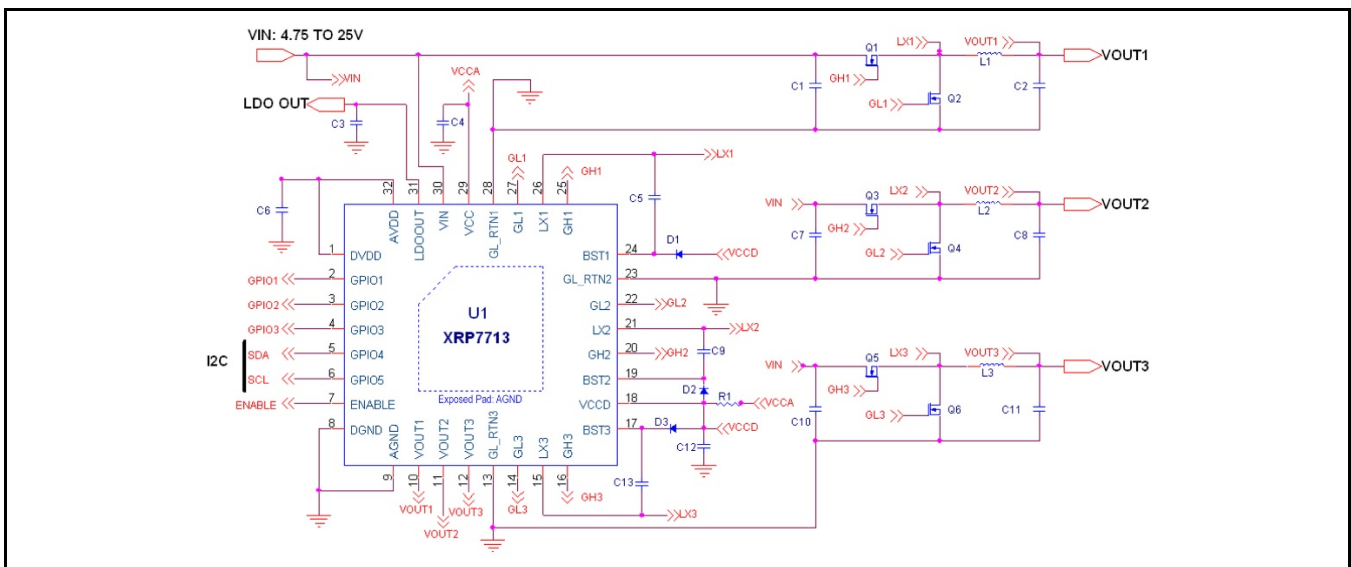 VIN: 4.75 TO 25V
VIN
LDO OUT
C3
VCCA
C4
GL1
LX1
GH1
C6
32
31
30
29
28
27
26
25
AVDD
LDOOUT
VIN
VCC
GL_RTN1
GL1
LX1
GH1
1
DVDD
GPIO1
2
GPIO1
GPIO2
3
GPIO2
GPIO3
4
GPIO3
I2C
SDA
5
GPIO4
SCL
6
GPIO5
ENABLE
7
ENABLE
8
DGND
U1
XRP7713
Exposed Pad: AGND
BST1
24
D1
VCCD
C5
GL_RTN2
23
GL2
22
GL2
LX2
21
LX2
GH2
20
GH2
C9
BST2
19
D2
VCCD
18
R1
VCCA
BST3
17
D3
VCCD
C12
C13
AGND
VOUT1
VOUT2
VOUT3
GL_RTN3
GL3
LX3
GH3
9
10
11
12
13
14
15
16
VOUT1
VOUT2
VOUT3
GL3
GH3
LX3
Q1
LX1
VOUT1
VOUT1
L1
C1
GH1
GL1
Q2
C2
VIN
Q3
LX2
VOUT2
VOUT2
L2
C7
GH2
GL2
Q4
C8
VIN
Q5
LX3
VOUT3
VOUT3
L3
C10
GH3
GL3
Q6
C11